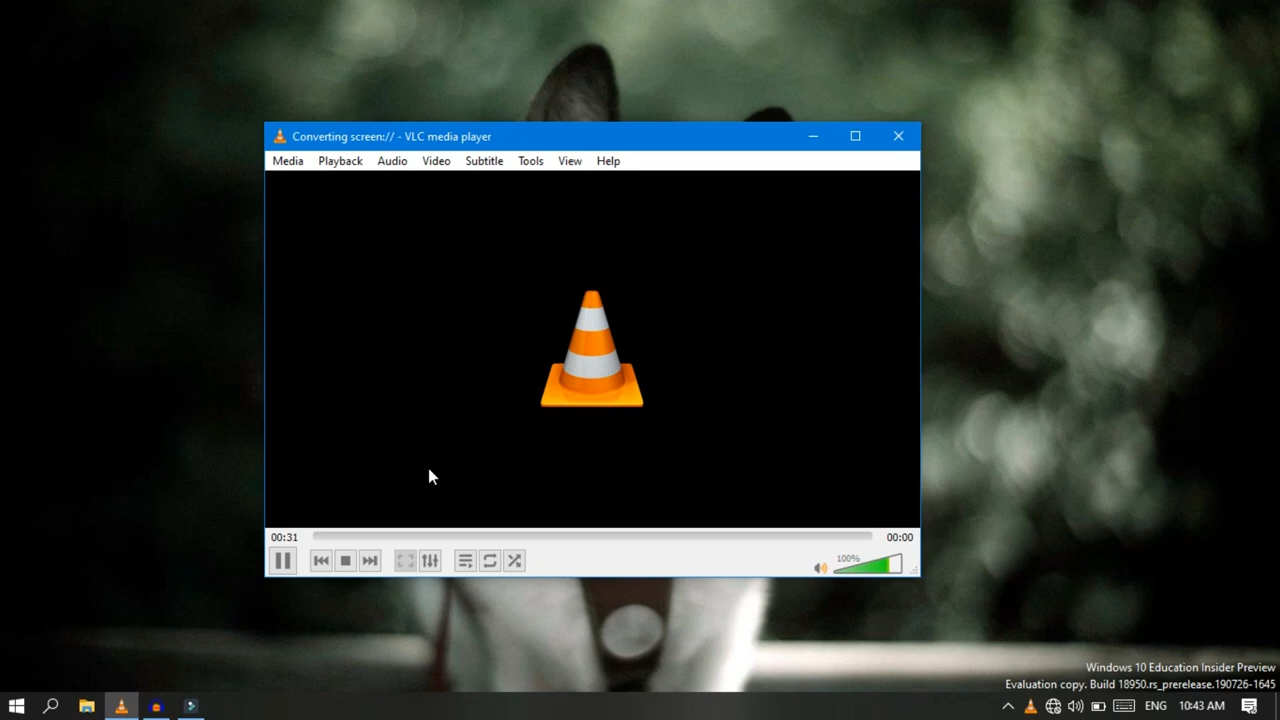 Converting screen:// - VLC media player
Media Playback Audio Video Subtitle Tools View Help
00:31 00:00
100%
Windows 10 Education Insider Preview
Evaluation copy. Build 18950.rs_prerelease.190726-1645
ENG 10:43 AM